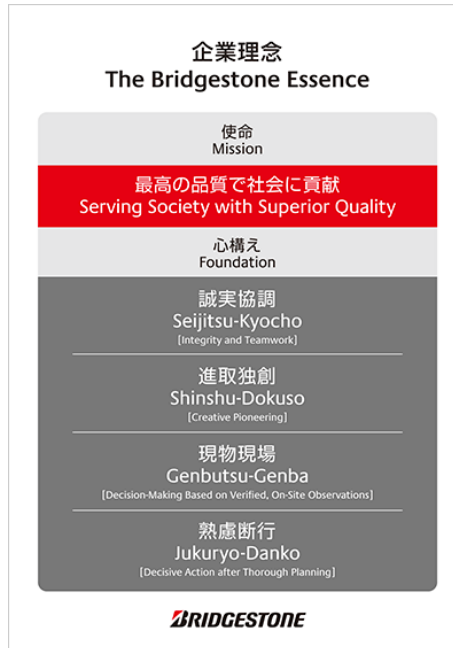 企業理念
The Bridgestone Essence
使命
Mission
最高の品質で社会に貢献
Serving Society with Superior Quality
心構え
Foundation
誠実協調
Seijitsu-Kyocho
[Integrity and Teamwork]
進取独創
Shinshu-Dokuso
[Creative Pioneering]
現物現場
Genbutsu-Genba
[Decision-Making Based on Verified, On-Site Observations]
熟慮断行
Jukuryo-Danko
[Decisive Action after Thorough Planning]
BRIDGESTONE